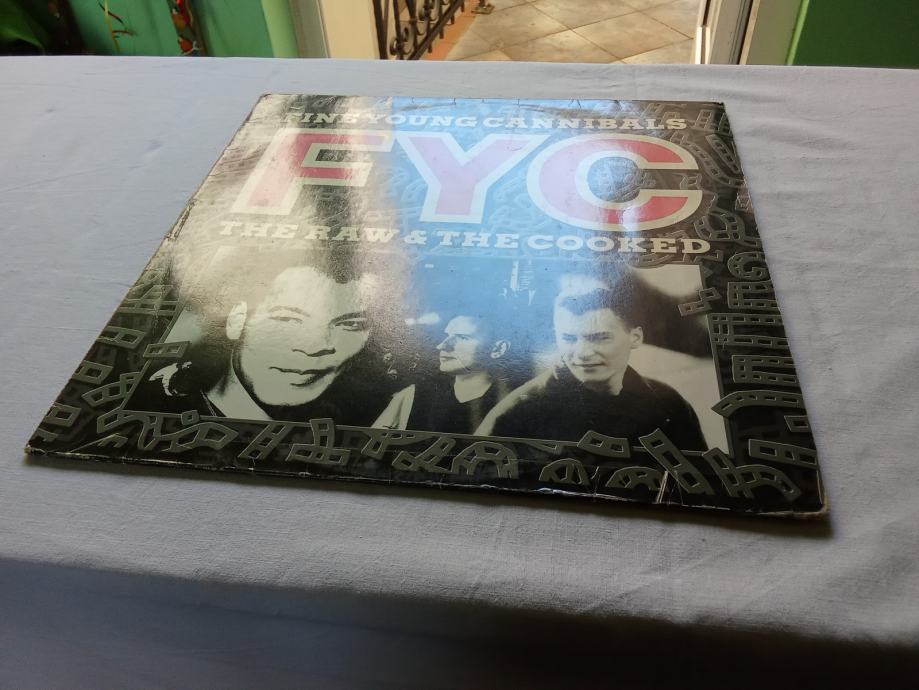 FINE YOUNG CANNIBALS
FYC
THE RAW & THE COOKED